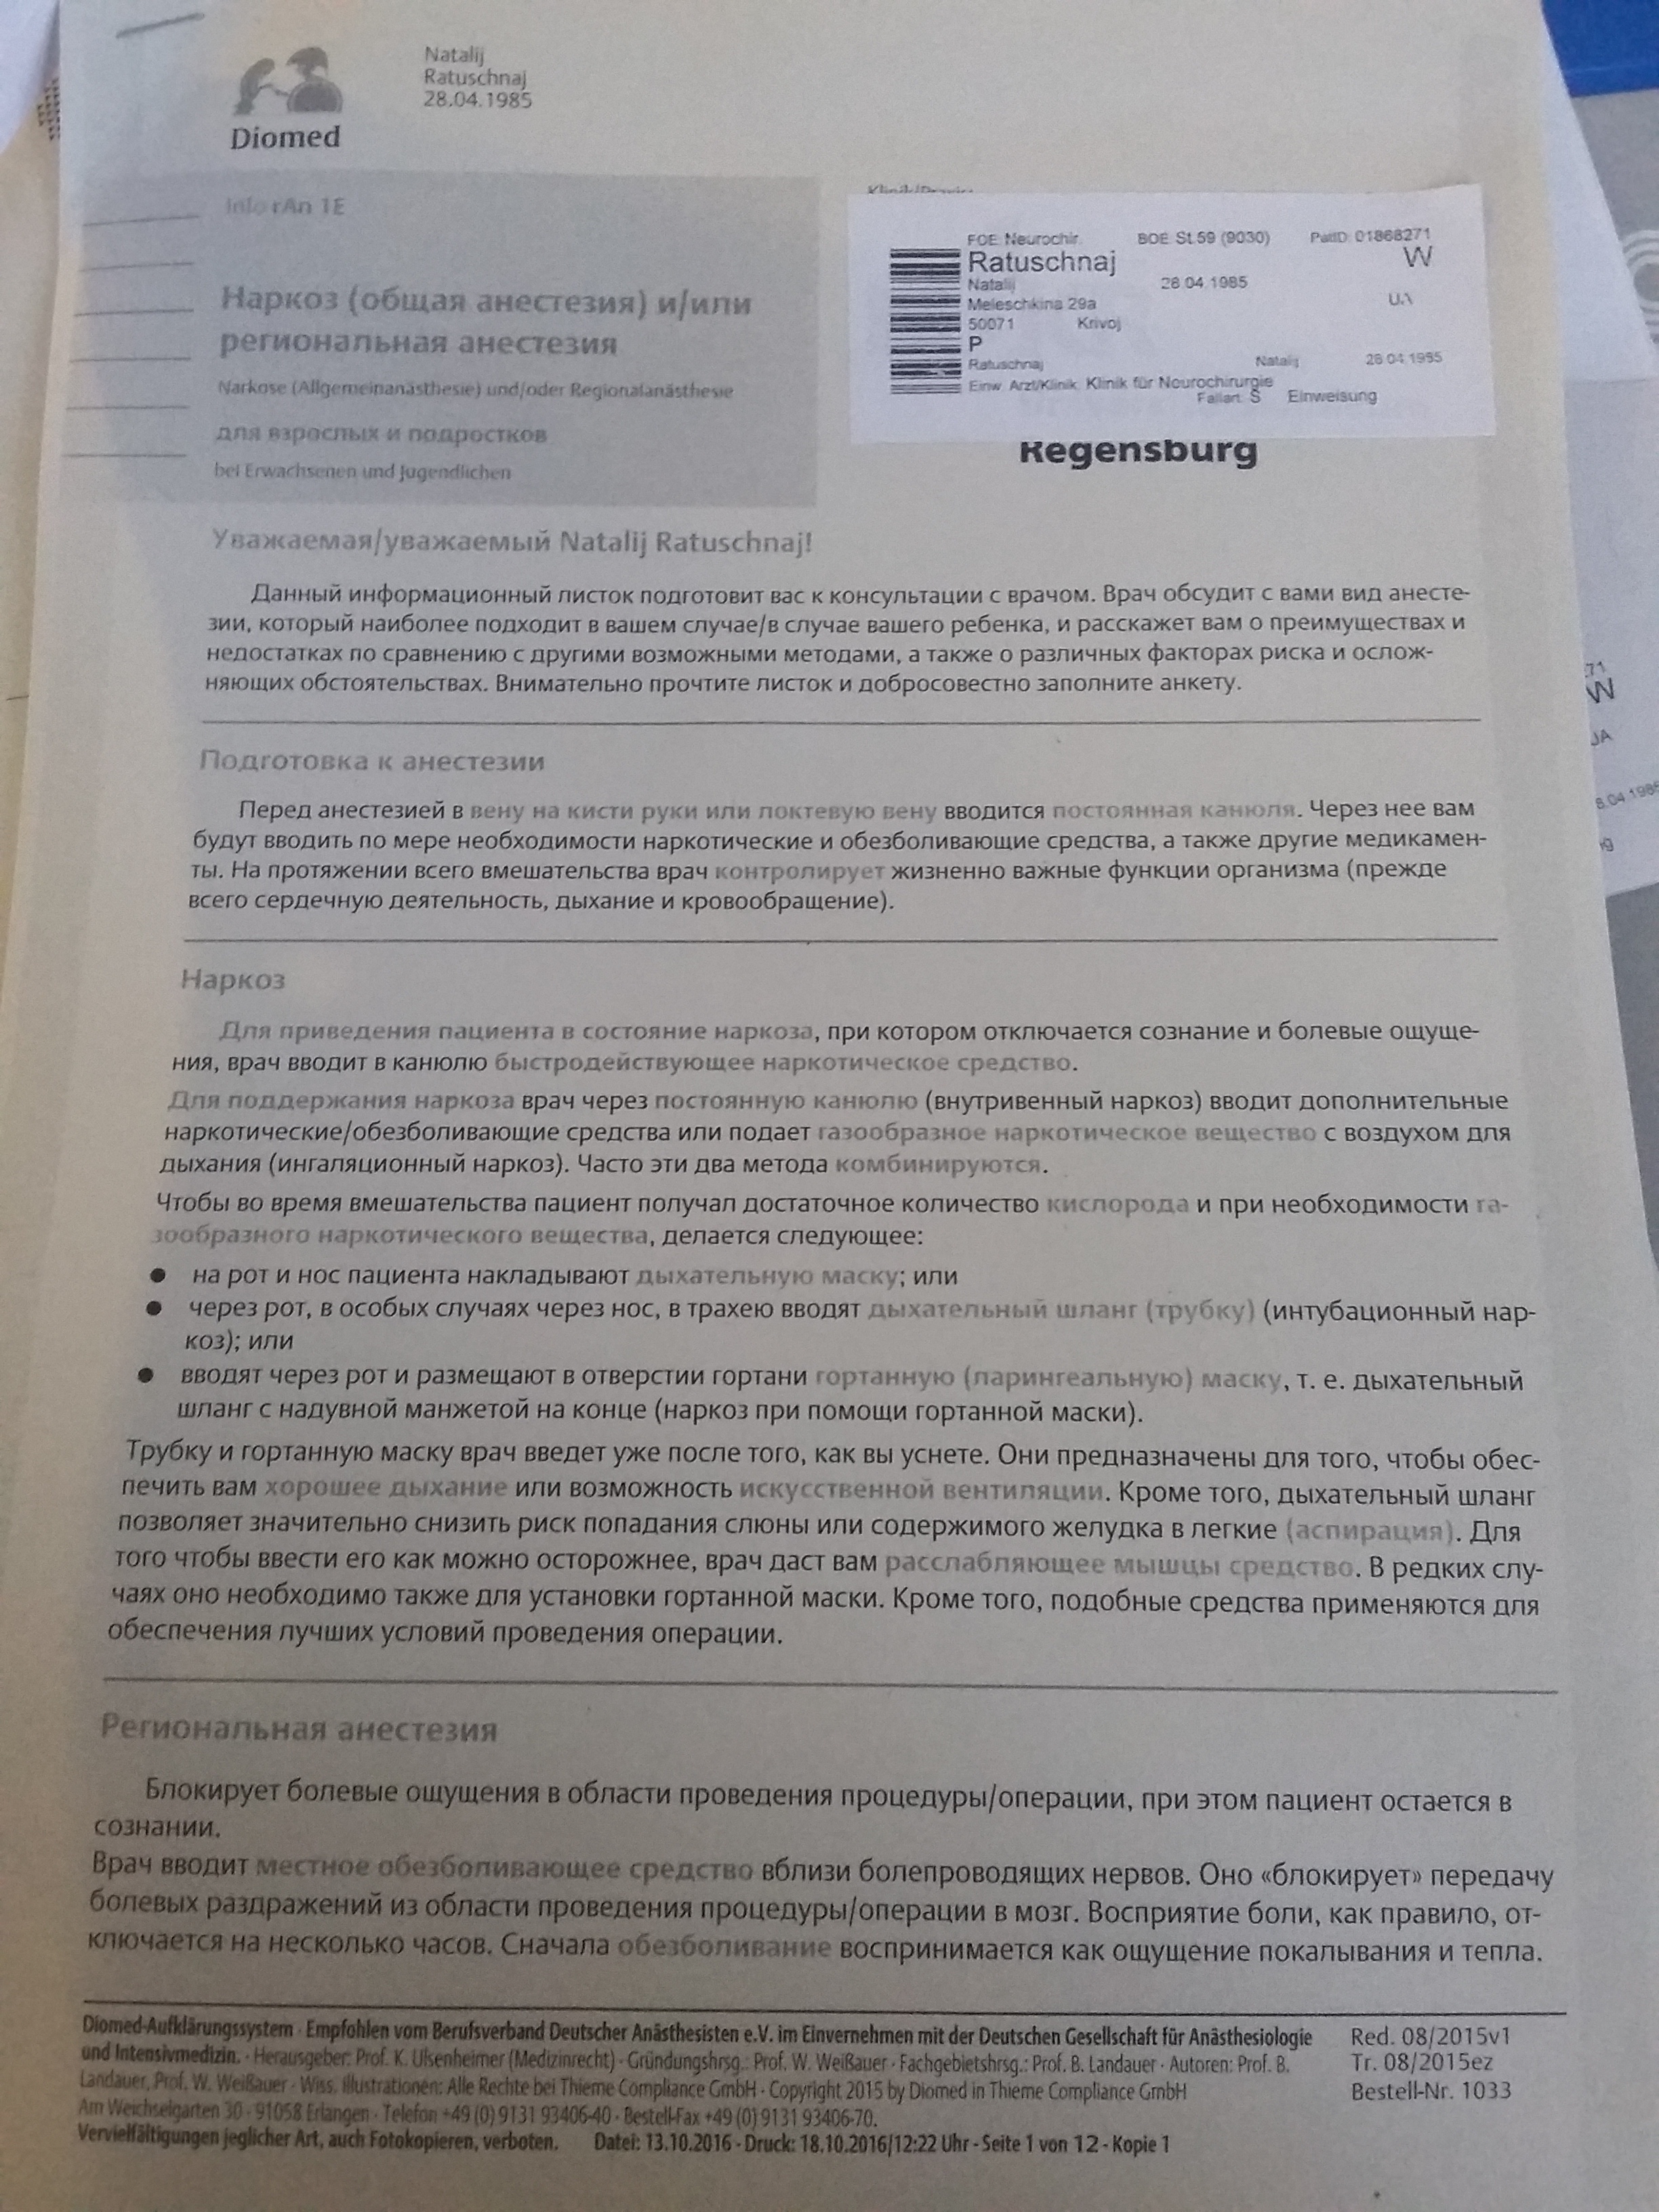 Natalij
Ratuschnaj
28.04.1985
Diomed
Info rAn 1E
Наркоз (общая анестезия) и/или
региональная анестезия
Narkose (Allgemeinanästhesie) und/oder Regionalanästhesie
для взрослых и подростков
bei Erwachsenen und Jugendlichen
Klinik/Praxis
FOE: Neurochir. BOE: St.59 (9030) PatID: 01868271
Ratuschnaj W
Natalij 28.04.1985
Meleschkina 29a
50071 Krivoj
P
Ratuschnaj Natalij 28.04.1985
Einw. Arzt/Klinik: Klinik für Neurochirurgie
Fallart: S Einweisung
Regensburg
Уважаемая/уважаемый Natalij Ratuschnaj!
Данный информационный листок подготовит вас к консультации с врачом. Врач обсудит с вами вид анесте-
зии, который наиболее подходит в вашем случае/в случае вашего ребенка, и расскажет вам о преимуществах и
недостатках по сравнению с другими возможными методами, а также о различных факторах риска и ослож-
няющих обстоятельствах. Внимательно прочтите листок и добросовестно заполните анкету.
Подготовка к анестезии
Перед анестезией в вену на кисти руки или локтевую вену вводится постоянная канюля. Через нее вам
будут вводить по мере необходимости наркотические и обезболивающие средства, а также другие медикамен-
ты. На протяжении всего вмешательства врач контролирует жизненно важные функции организма (прежде
всего сердечную деятельность, дыхание и кровообращение).
Наркоз
Для приведения пациента в состояние наркоза, при котором отключается сознание и болевые ощуще-
ния, врач вводит в канюлю быстродействующее наркотическое средство.
Для поддержания наркоза врач через постоянную канюлю (внутривенный наркоз) вводит дополнительные
наркотические/обезболивающие средства или подает газообразное наркотическое вещество с воздухом для
дыхания (ингаляционный наркоз). Часто эти два метода комбинируются.
Чтобы во время вмешательства пациент получал достаточное количество кислорода и при необходимости га-
зообразного наркотического вещества, делается следующее:
● на рот и нос пациента накладывают дыхательную маску; или
● через рот, в особых случаях через нос, в трахею вводят дыхательный шланг (трубку) (интубационный нар-
коз); или
● вводят через рот и размещают в отверстии гортани гортанную (ларингеальную) маску, т. е. дыхательный
шланг с надувной манжетой на конце (наркоз при помощи гортанной маски).
Трубку и гортанную маску врач введет уже после того, как вы уснете. Они предназначены для того, чтобы обес-
печить вам хорошее дыхание или возможность искусственной вентиляции. Кроме того, дыхательный шланг
позволяет значительно снизить риск попадания слюны или содержимого желудка в легкие (аспирация). Для
того чтобы ввести его как можно осторожнее, врач даст вам расслабляющее мышцы средство. В редких слу-
чаях оно необходимо также для установки гортанной маски. Кроме того, подобные средства применяются для
обеспечения лучших условий проведения операции.
Региональная анестезия
Блокирует болевые ощущения в области проведения процедуры/операции, при этом пациент остается в
сознании.
Врач вводит местное обезболивающее средство вблизи болепроводящих нервов. Оно «блокирует» передачу
болевых раздражений из области проведения процедуры/операции в мозг. Восприятие боли, как правило, от-
ключается на несколько часов. Сначала обезболивание воспринимается как ощущение покалывания и тепла.
Diomed-Aufklärungssystem · Empfohlen vom Berufsverband Deutscher Anästhesisten e.V. im Einvernehmen mit der Deutschen Gesellschaft für Anästhesiologie
und Intensivmedizin. · Herausgeber: Prof. K. Ulsenheimer (Medizinrecht) · Gründungshrsg.: Prof. W. Weißauer · Fachgebietshrsg.: Prof. B. Landauer · Autoren: Prof. B.
Landauer, Prof. W. Weißauer · Wiss. Illustrationen: Alle Rechte bei Thieme Compliance GmbH · Copyright 2015 by Diomed in Thieme Compliance GmbH
Am Weichselgarten 30 · 91058 Erlangen · Telefon +49 (0) 9131 93406-40 · Bestell-Fax +49 (0) 9131 93406-70.
Vervielfältigungen jeglicher Art, auch Fotokopieren, verboten. Datei: 13.10.2016 · Druck: 18.10.2016/12:22 Uhr · Seite 1 von 12 · Kopie 1
Red. 08/2015v1
Tr. 08/2015ez
Bestell-Nr. 1033